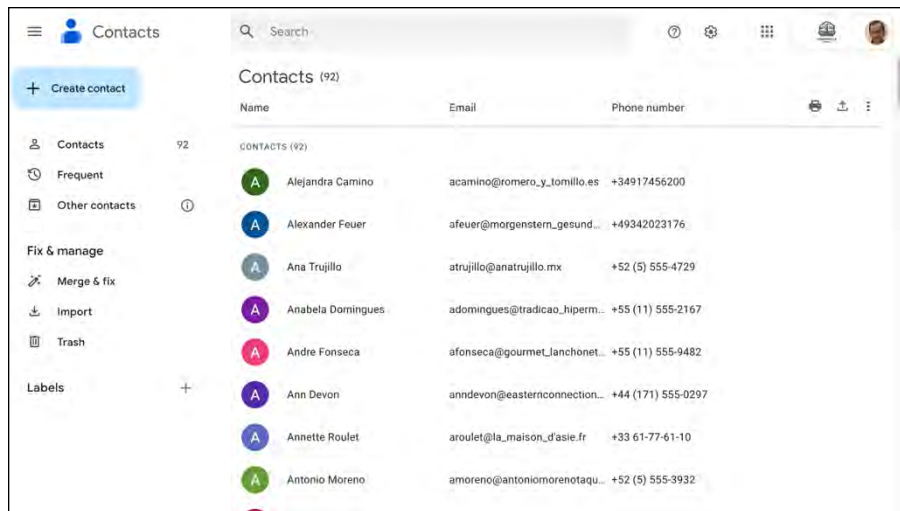 Contacts
Search
Create contact
Contacts 92
Frequent
Other contacts
Fix & manage
Merge & fix
Import
Trash
Labels
Contacts (92)
Name Email Phone number
CONTACTS (92)
A Alejandra Camino acamino@romero_y_tomillo.es +34917456200
A Alexander Feuer afeuer@morgenstern_gesund... +49342023176
A Ana Trujillo atrujillo@anatrujillo.mx +52 (5) 555-4729
A Anabela Domingues adomingues@tradicao_hiperm... +55 (11) 555-2167
A Andre Fonseca afonseca@gourmet_lanchonet... +55 (11) 555-9482
A Ann Devon anndevon@easternconnection... +44 (171) 555-0297
A Annette Roulet aroulet@la_maison_d'asie.fr +33 61-77-61-10
A Antonio Moreno amoreno@antoniomorenotaqu... +52 (5) 555-3932